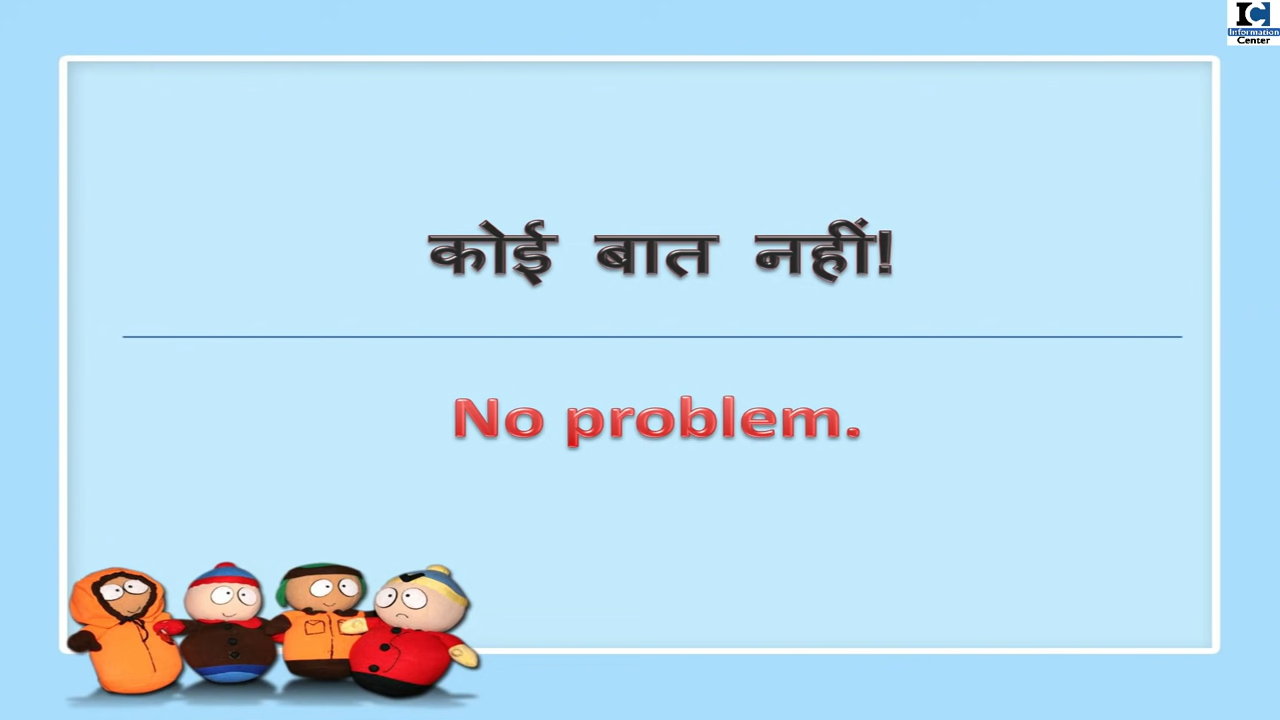 IC
Information
Center
कोई बात नहीं!
No problem.